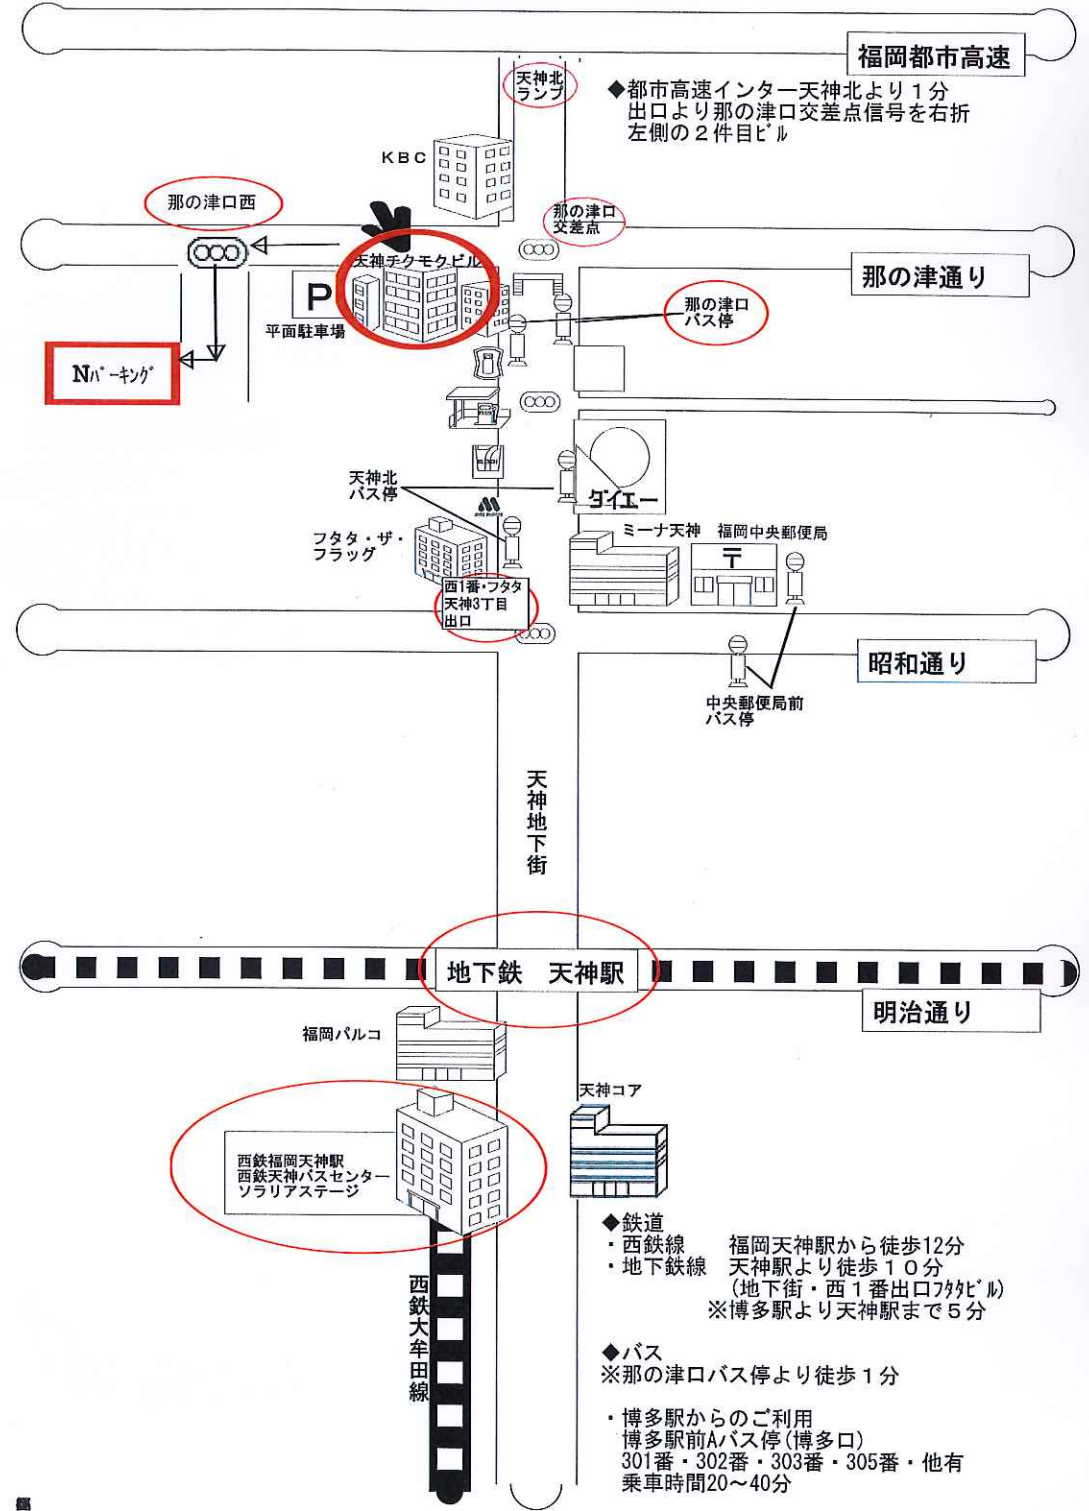 福岡都市高速
天神北
ランプ
◆都市高速インター天神北より１分
出口より那の津口交差点信号を右折
左側の２件目ﾋﾞﾙ
KBC
那の津口西
那の津口
交差点
天神チクモクビル
那の津通り
P
平面駐車場
那の津口
バス停
Nﾊﾟｰｷﾝｸﾞ
天神北
バス停
ダイエー
フタタ・ザ・
フラッグ
ミーナ天神
福岡中央郵便局
〒
西1番・フタタ
天神3丁目
出口
昭和通り
中央郵便局前
バス停
天神地下街
地下鉄　天神駅
明治通り
福岡パルコ
天神コア
西鉄福岡天神駅
西鉄天神バスセンター
ソラリアステージ
西鉄大牟田線
◆鉄道
・西鉄線　　福岡天神駅から徒歩12分
・地下鉄線　天神駅より徒歩１０分
(地下街・西１番出口ﾌﾀﾀﾋﾞﾙ)
※博多駅より天神駅まで５分
◆バス
※那の津口バス停より徒歩１分
・博多駅からのご利用
博多駅前Aバス停(博多口)
301番・302番・303番・305番・他有
乗車時間20～40分